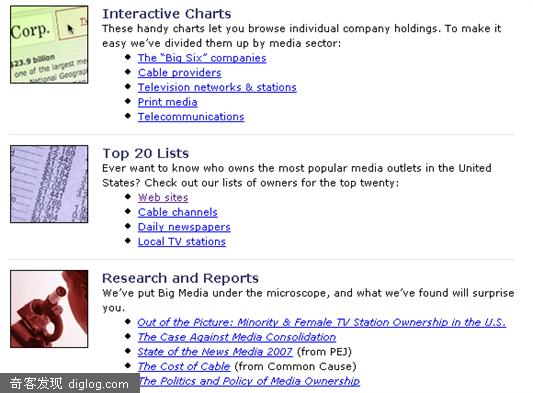 Corp.
$23.9 billion
one of the largest me
National Geograp
Interactive Charts
These handy charts let you browse individual company holdings. To make it
easy we've divided them up by media sector:
The "Big Six" companies
Cable providers
Television networks & stations
Print media
Telecommunications
Top 20 Lists
Ever want to know who owns the most popular media outlets in the United
States? Check out our lists of owners for the top twenty:
Web sites
Cable channels
Daily newspapers
Local TV stations
Research and Reports
We've put Big Media under the microscope, and what we've found will surprise
you.
Out of the Picture: Minority & Female TV Station Ownership in the U.S.
The Case Against Media Consolidation
State of the News Media 2007 (from PEJ)
The Cost of Cable (from Common Cause)
The Politics and Policy of Media Ownership
奇客发现 diglog.com